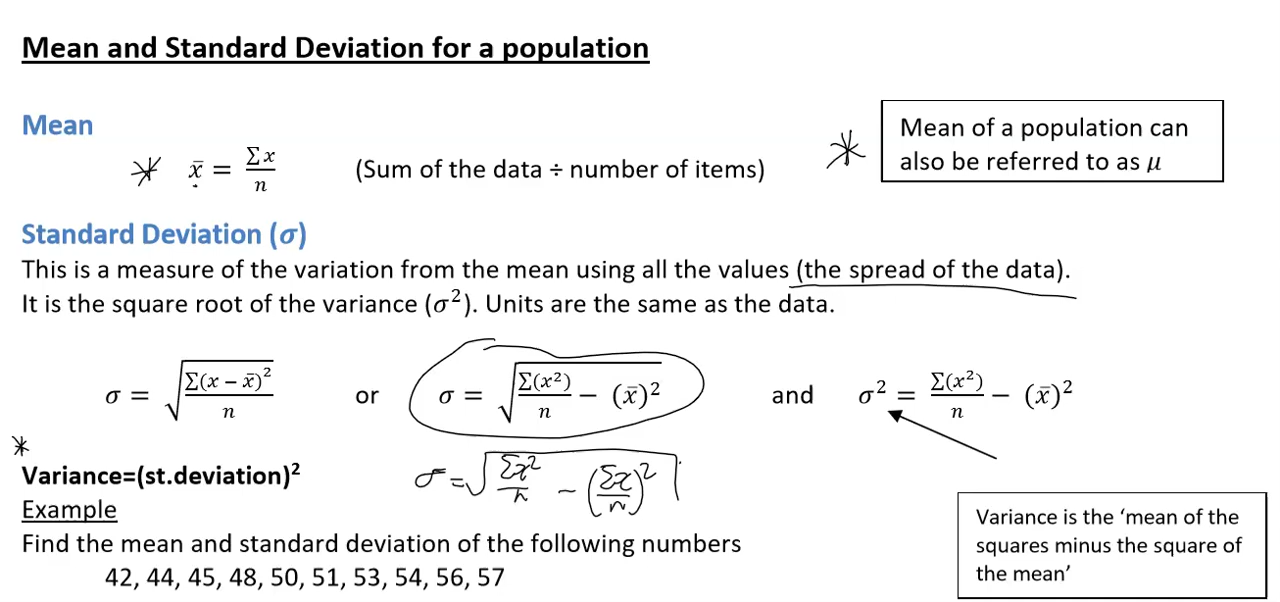 Mean and Standard Deviation for a population
Mean
* x̄ = Σx/n (Sum of the data ÷ number of items)
* Mean of a population can
also be referred to as μ
Standard Deviation (σ)
This is a measure of the variation from the mean using all the values (the spread of the data).
It is the square root of the variance (σ²). Units are the same as the data.
σ = √(Σ(x − x̄)²/n) or σ = √(Σ(x²)/n − (x̄)²) and σ² = Σ(x²)/n − (x̄)²
*
Variance=(st.deviation)²
σ = √(Σx²/n − (Σx/n)²)
Example
Find the mean and standard deviation of the following numbers
42, 44, 45, 48, 50, 51, 53, 54, 56, 57
Variance is the ‘mean of the
squares minus the square of
the mean’